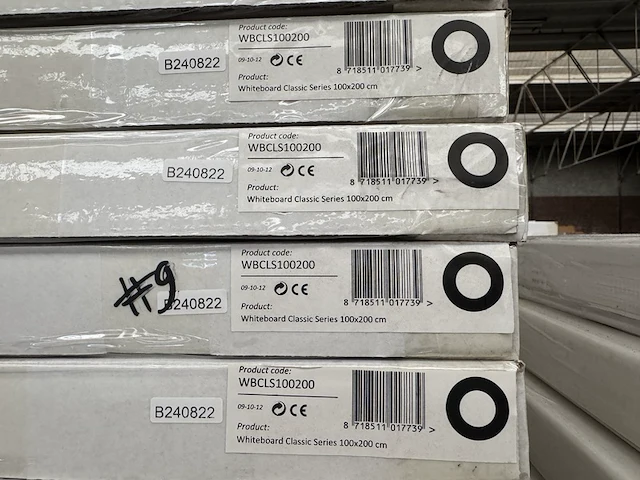 Product code:
WBCLS100200
09-10-12 CE
B240822
Product:
8 718511 017739 >
Whiteboard Classic Series 100x200 cm
Product code:
WBCLS100200
09-10-12 CE
B240822
Product:
8 718511 017739 >
Whiteboard Classic Series 100x200 cm
Product code:
WBCLS100200
09-10-12 CE
#9
B240822
Product:
8 718511 017739 >
Whiteboard Classic Series 100x200 cm
Product code:
WBCLS100200
09-10-12 CE
B240822
Product:
8 718511 017739 >
Whiteboard Classic Series 100x200 cm